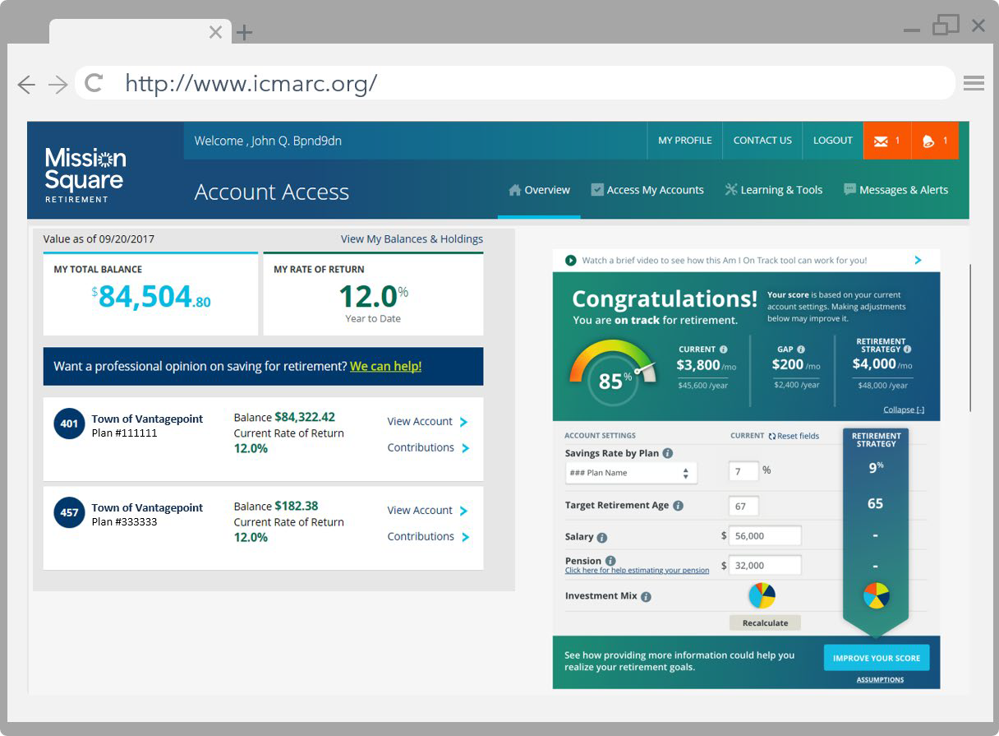 http://www.icmarc.org/
Mission
Square
RETIREMENT
Welcome , John Q. Bpnd9dn
MY PROFILE
CONTACT US
LOGOUT
1
1
Account Access
Overview
Access My Accounts
Learning & Tools
Messages & Alerts
Value as of 09/20/2017
View My Balances & Holdings
MY TOTAL BALANCE
$84,504.80
MY RATE OF RETURN
12.0%
Year to Date
Want a professional opinion on saving for retirement? We can help!
401
Town of Vantagepoint
Plan #111111
Balance $84,322.42
Current Rate of Return
12.0%
View Account
Contributions
457
Town of Vantagepoint
Plan #333333
Balance $182.38
Current Rate of Return
12.0%
View Account
Contributions
Watch a brief video to see how this Am I On Track tool can work for you!
Congratulations!
You are on track for retirement.
Your score is based on your current
account settings. Making adjustments
below may improve it.
85%
CURRENT
$3,800 /mo
$45,600 /year
GAP
$200 /mo
$2,400 /year
RETIREMENT
STRATEGY
$4,000 /mo
$48,000 /year
Collapse [-]
ACCOUNT SETTINGS
CURRENT
Reset fields
RETIREMENT
STRATEGY
Savings Rate by Plan
### Plan Name
7 %
9%
Target Retirement Age
67
65
Salary
$ 56,000
-
Pension
Click here for help estimating your pension
$ 32,000
-
Investment Mix
Recalculate
See how providing more information could help you
realize your retirement goals.
IMPROVE YOUR SCORE
ASSUMPTIONS